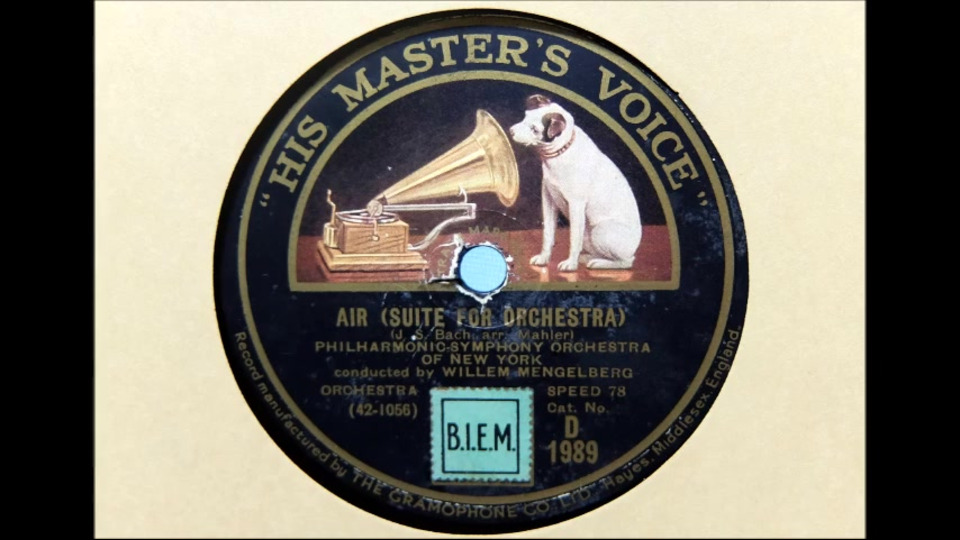 "HIS MASTER'S VOICE"
MAR
AIR (SUITE FOR ORCHESTRA)
(J. S. Bach, arr. Mahler)
PHILHARMONIC-SYMPHONY ORCHESTRA
OF NEW YORK
conducted by WILLEM MENGELBERG
ORCHESTRA
(42-1056)
SPEED 78
Cat. No.
D
1989
B.I.E.M.
Record manufactured by THE GRAMOPHONE CO. LTD., Hayes, Middlesex, England.